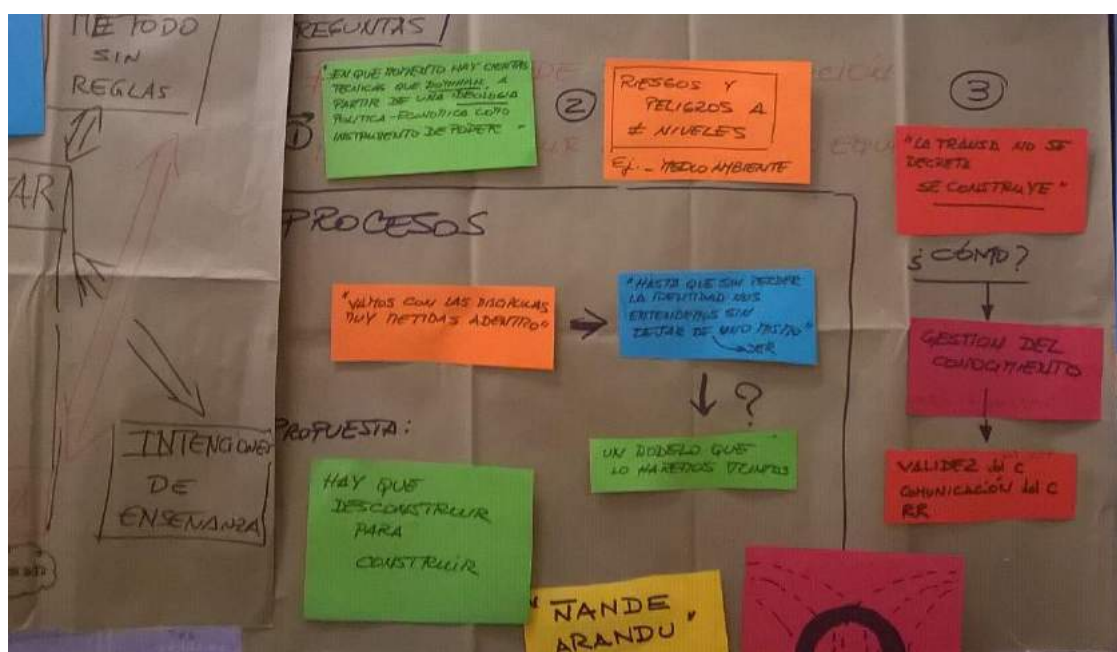 METODO
SIN
REGLAS
INTENCIONES
DE
ENSEÑANZA
PREGUNTAS
①
"EN QUE MOMENTO HAY CIENTAS
TECNICAS QUE DOMINAN A
PARTIR DE UNA IDEOLOGIA
POLITICA-ECONOMICA COMO
INSTRUMENTO DE PODER"
②
RIESGOS Y
PELIGROS A
≠ NIVELES
Ej._ MEDIO AMBIENTE
③
"LA TRANSD NO SE
DECRETA
SE CONSTRUYE"
¿CÓMO?
GESTION DEL
CONOCIMIENTO
VALIDEZ del C
COMUNICACIÓN del C
RR
PROCESOS
"VAMOS CON LAS DISCIPLINAS
MUY METIDAS ADENTRO"
"HASTA QUE SIN PERDER
LA IDENTIDAD NOS
ENTENDEMOS SIN
DEJAR DE UNO MISMO"
SER
?
UN MODELO QUE
LO HAREMOS JUNTOS
PROPUESTA:
HAY QUE
DESCONSTRUIR
PARA
CONSTRUIR
"ÑANDE
ARANDU"